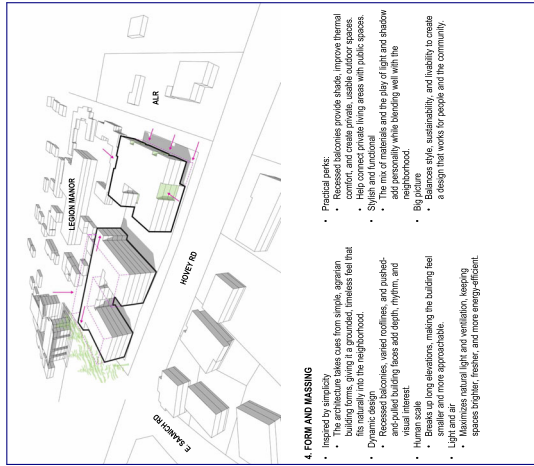 LEGION MANOR
ALR
HOVEY RD
E. SAANICH RD
4. FORM AND MASSING
• Inspired by simplicity
• The architecture takes cues from simple, agrarian
building forms, giving it a grounded, timeless feel that
fits naturally into the neighborhood.
• Dynamic design
• Recessed balconies, varied rooflines, and pushed-
and-pulled building faces add depth, rhythm, and
visual interest.
• Human scale
• Breaks up long elevations, making the building feel
smaller and more approachable.
• Light and air
• Maximizes natural light and ventilation, keeping
spaces brighter, fresher, and more energy-efficient.
• Practical perks:
• Recessed balconies provide shade, improve thermal
comfort, and create private, usable outdoor spaces.
• Help connect private living areas with public spaces.
• Stylish and functional
• The mix of materials and the play of light and shadow
add personality while blending well with the
neighborhood.
• Big picture
• Balances style, sustainability, and livability to create
a design that works for people and the community.